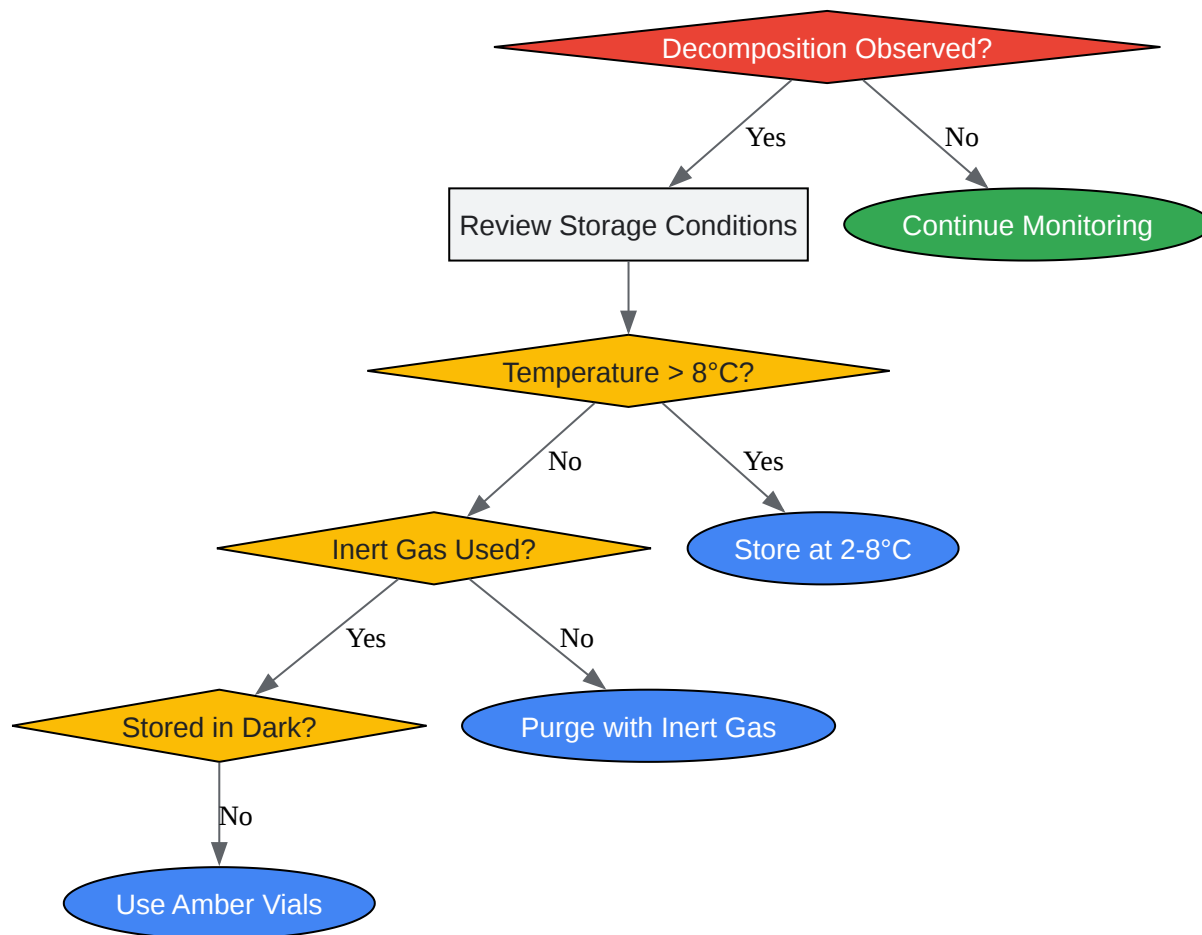 Decomposition Observed?
Yes
No
Review Storage Conditions
Continue Monitoring
Temperature > 8°C?
No
Yes
Inert Gas Used?
Store at 2-8°C
Yes
No
Stored in Dark?
Purge with Inert Gas
No
Use Amber Vials